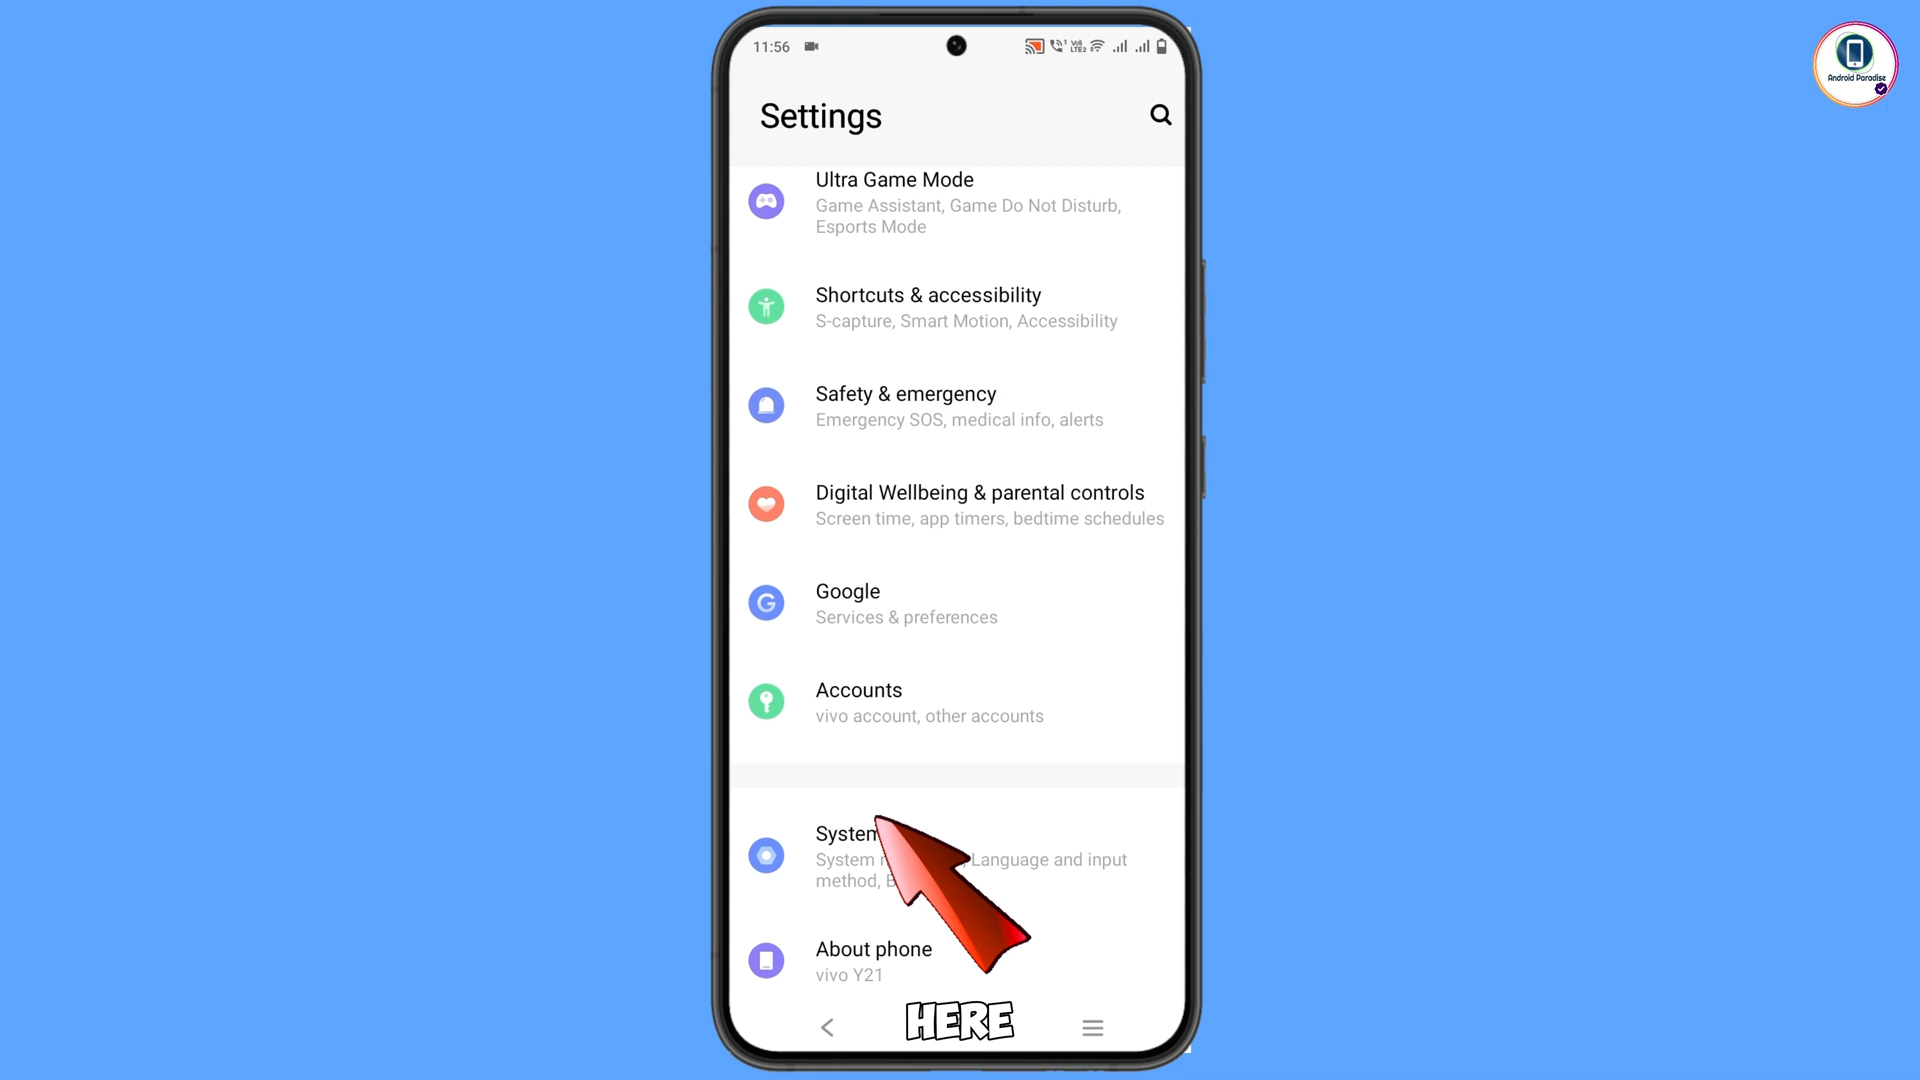 11:56
Android Paradise
Settings
Ultra Game Mode
Game Assistant, Game Do Not Disturb,
Esports Mode
Shortcuts & accessibility
S-capture, Smart Motion, Accessibility
Safety & emergency
Emergency SOS, medical info, alerts
Digital Wellbeing & parental controls
Screen time, app timers, bedtime schedules
Google
Services & preferences
Accounts
vivo account, other accounts
System
System Language and input
method,
About phone
vivo Y21
HERE